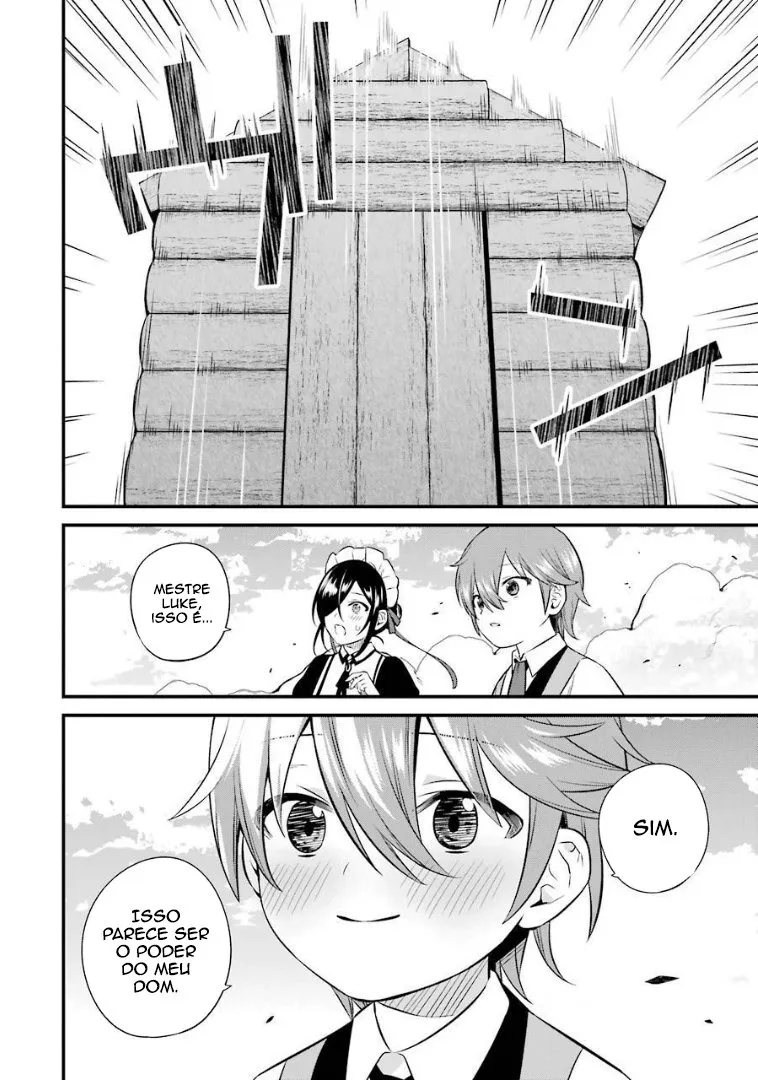 MESTRE
LUKE,
ISSO É...
SIM.
ISSO
PARECE SER
O PODER
DO MEU
DOM.